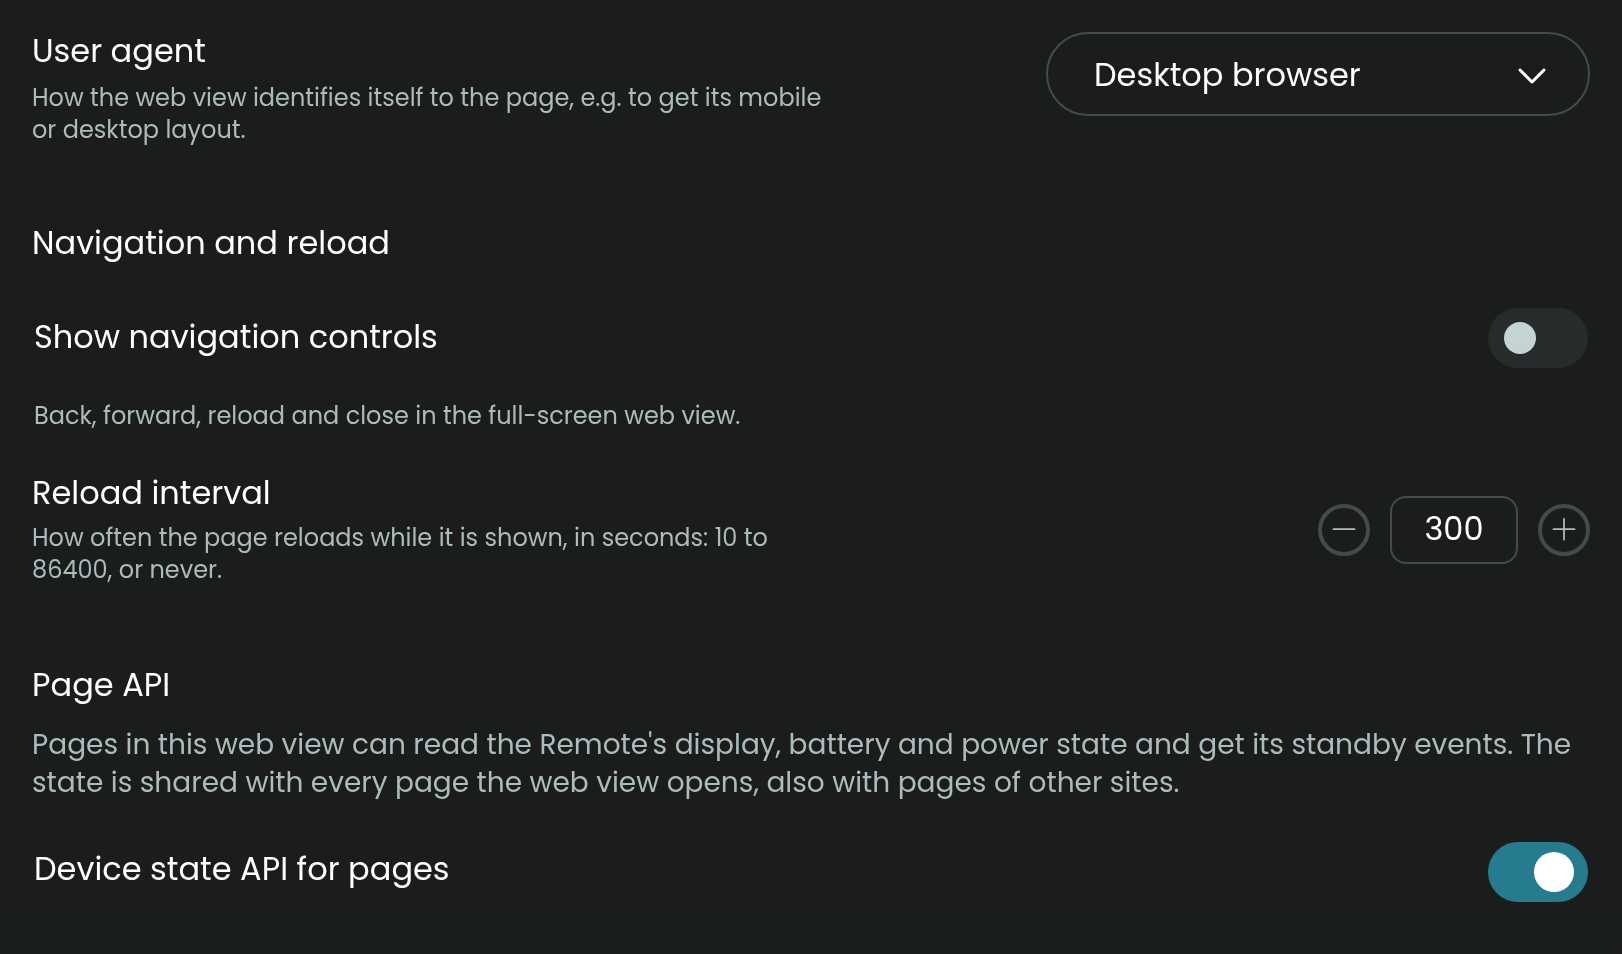 User agent
Desktop browser
How the web view identifies itself to the page, e.g. to get its mobile
or desktop layout.
Navigation and reload
Show navigation controls
Back, forward, reload and close in the full-screen web view.
Reload interval
How often the page reloads while it is shown, in seconds: 10 to
86400, or never.
300
Page API
Pages in this web view can read the Remote's display, battery and power state and get its standby events. The
state is shared with every page the web view opens, also with pages of other sites.
Device state API for pages